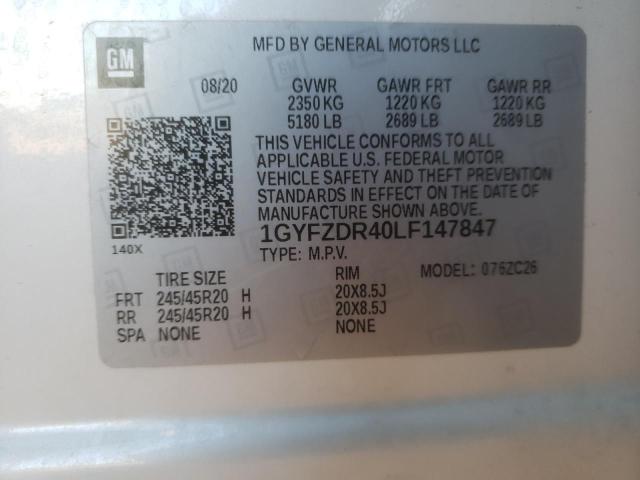 GM
MFD BY GENERAL MOTORS LLC
08/20 GVWR GAWR FRT GAWR RR
2350 KG 1220 KG 1220 KG
5180 LB 2689 LB 2689 LB
THIS VEHICLE CONFORMS TO ALL
APPLICABLE U.S. FEDERAL MOTOR
VEHICLE SAFETY AND THEFT PREVENTION
STANDARDS IN EFFECT ON THE DATE OF
MANUFACTURE SHOWN ABOVE.
140X 1GYFZDR40LF147847
TYPE: M.P.V. MODEL: 076ZC26
TIRE SIZE RIM
FRT 245/45R20 H 20X8.5J
RR 245/45R20 H 20X8.5J
SPA NONE NONE